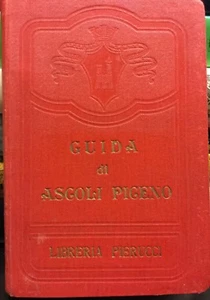 GUIDA
di
ASCOLI PICENO
LIBRERIA PIERUCCI